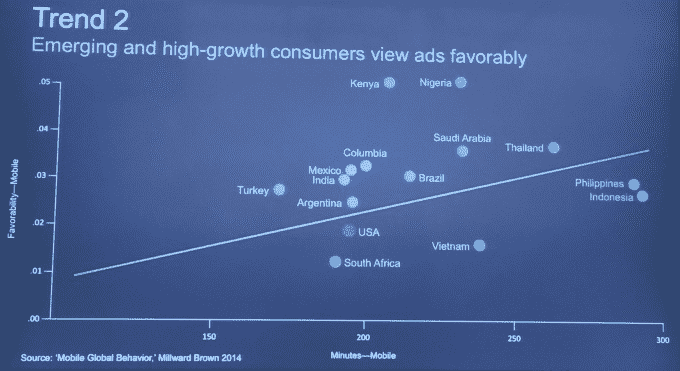 Trend 2
Emerging and high-growth consumers view ads favorably
.05
.04
.03
.02
.01
.00
Favorability—Mobile
Kenya
Nigeria
Saudi Arabia
Thailand
Columbia
Mexico
India
Brazil
Turkey
Argentina
Philippines
Indonesia
USA
Vietnam
South Africa
150
200
250
300
Minutes—Mobile
Source: 'Mobile Global Behavior,' Millward Brown 2014